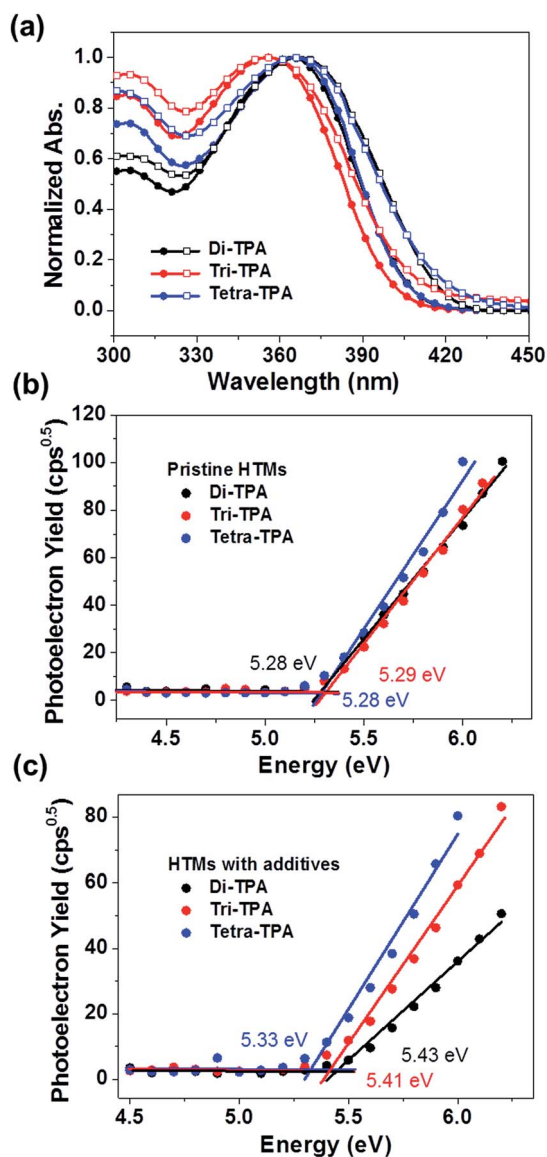 (a)
Normalized Abs.
1.0
0.8
0.6
0.4
0.2
0.0
Di-TPA
Tri-TPA
Tetra-TPA
300 330 360 390 420 450
Wavelength (nm)
(b)
Photoelectron Yield (cps^0.5)
120
100
80
60
40
20
0
Pristine HTMs
Di-TPA
Tri-TPA
Tetra-TPA
5.28 eV
5.29 eV
5.28 eV
4.5 5.0 5.5 6.0
Energy (eV)
(c)
Photoelectron Yield (cps^0.5)
80
60
40
20
0
HTMs with additives
Di-TPA
Tri-TPA
Tetra-TPA
5.33 eV
5.43 eV
5.41 eV
4.5 5.0 5.5 6.0
Energy (eV)